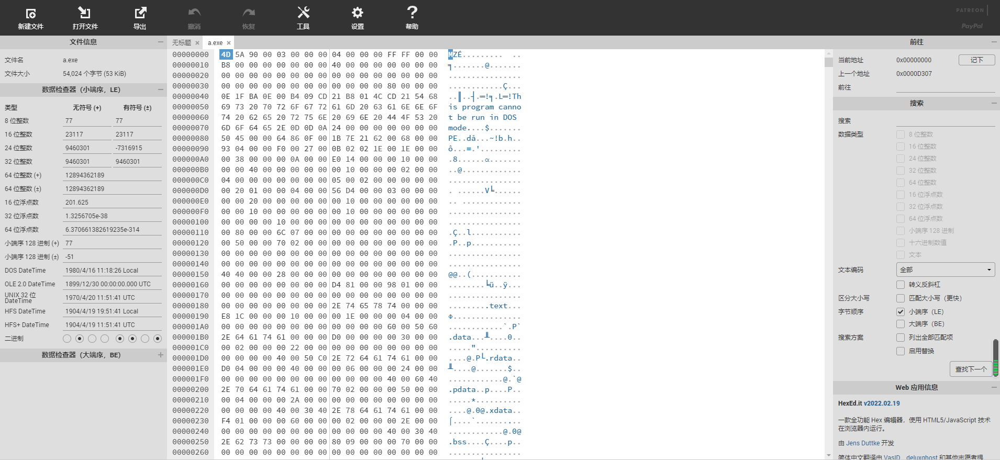 新建文件 打开文件 导出 撤消 恢复 工具 设置 帮助
PATREON
PayPal
文件信息
文件名 a.exe
文件大小 54,024 个字节 (53 KiB)
数据检查器（小端序，LE）
类型 无符号 (+) 有符号 (±)
8 位整数 77 77
16 位整数 23117 23117
24 位整数 9460301 -7316915
32 位整数 9460301 9460301
64 位整数 (+) 12894362189
64 位整数 (±) 12894362189
16 位浮点数 201.625
32 位浮点数 1.3256705e-38
64 位浮点数 6.370661382619235e-314
小端序 128 进制 (+) 77
小端序 128 进制 (±) -51
DOS DateTime 1980/4/16 11:18:26 Local
OLE 2.0 DateTime 1899/12/30 00:00:00.000 UTC
UNIX 32 位 DateTime 1970/4/20 11:51:41 UTC
HFS DateTime 1904/4/19 19:51:41 Local
HFS+ DateTime 1904/4/19 11:51:41 UTC
二进制
数据检查器（大端序，BE）
无标题 × a.exe ×
00000000 4D 5A 90 00 03 00 00 00 04 00 00 00 FF FF 00 00 MZÉ......... ..
00000010 B8 00 00 00 00 00 00 00 40 00 00 00 00 00 00 00 ╕.......@.......
00000020 00 00 00 00 00 00 00 00 00 00 00 00 00 00 00 00 ................
00000030 00 00 00 00 00 00 00 00 00 00 00 00 80 00 00 00 ............Ç...
00000040 0E 1F BA 0E 00 B4 09 CD 21 B8 01 4C CD 21 54 68 ..║..┤.═!╕.L═!Th
00000050 69 73 20 70 72 6F 67 72 61 6D 20 63 61 6E 6E 6F is program canno
00000060 74 20 62 65 20 72 75 6E 20 69 6E 20 44 4F 53 20 t be run in DOS
00000070 6D 6F 64 65 2E 0D 0D 0A 24 00 00 00 00 00 00 00 mode....$.......
00000080 50 45 00 00 64 86 0F 00 1B 7E 21 62 00 68 00 00 PE..då...~!b.h..
00000090 93 04 00 00 F0 00 27 00 0B 02 02 1E 00 1E 00 00 ô...≡.'.........
000000A0 00 38 00 00 00 0A 00 00 E0 14 00 00 00 10 00 00 .8......α.......
000000B0 00 00 40 00 00 00 00 00 00 10 00 00 00 02 00 00 ..@.............
000000C0 04 00 00 00 00 00 00 00 05 00 02 00 00 00 00 00 ................
000000D0 00 20 01 00 00 04 00 00 56 D4 00 00 03 00 00 00 . ......V╘......
000000E0 00 00 20 00 00 00 00 00 00 10 00 00 00 00 00 00 .. .............
000000F0 00 00 10 00 00 00 00 00 00 10 00 00 00 00 00 00 ................
00000100 00 00 00 00 10 00 00 00 00 00 00 00 00 00 00 00 ................
00000110 00 80 00 00 6C 07 00 00 00 00 00 00 00 00 00 00 .Ç..l...........
00000120 00 50 00 00 70 02 00 00 00 00 00 00 00 00 00 00 .P..p...........
00000130 00 00 00 00 00 00 00 00 00 00 00 00 00 00 00 00 ................
00000140 00 00 00 00 00 00 00 00 00 00 00 00 00 00 00 00 ................
00000150 40 40 00 00 28 00 00 00 00 00 00 00 00 00 00 00 @@..(...........
00000160 00 00 00 00 00 00 00 00 D4 81 00 00 98 01 00 00 ........╘ü..ÿ...
00000170 00 00 00 00 00 00 00 00 00 00 00 00 00 00 00 00 ................
00000180 00 00 00 00 00 00 00 00 2E 74 65 78 74 00 00 00 .........text...
00000190 E8 1C 00 00 00 10 00 00 00 1E 00 00 00 04 00 00 Φ...............
000001A0 00 00 00 00 00 00 00 00 00 00 00 00 60 00 50 60 ............`.P`
000001B0 2E 64 61 74 61 00 00 00 D0 00 00 00 00 30 00 00 .data...╨....0..
000001C0 00 02 00 00 00 22 00 00 00 00 00 00 00 00 00 00 ....."..........
000001D0 00 00 00 00 40 00 50 C0 2E 72 64 61 74 61 00 00 ....@.P└.rdata..
000001E0 D0 04 00 00 00 40 00 00 00 06 00 00 00 24 00 00 ╨....@.......$..
000001F0 00 00 00 00 00 00 00 00 00 00 00 00 40 00 60 40 ............@.`@
00000200 2E 70 64 61 74 61 00 00 70 02 00 00 00 50 00 00 .pdata..p....P..
00000210 00 04 00 00 00 2A 00 00 00 00 00 00 00 00 00 00 .....*..........
00000220 00 00 00 00 40 00 30 40 2E 78 64 61 74 61 00 00 ....@.0@.xdata..
00000230 F4 01 00 00 00 60 00 00 00 02 00 00 00 2E 00 00 ⌠....`..........
00000240 00 00 00 00 00 00 00 00 00 00 00 00 40 00 30 40 ............@.0@
00000250 2E 62 73 73 00 00 00 00 80 09 00 00 00 70 00 00 .bss....Ç....p..
00000260 00 00 00 00 00 00 00 00 00 00 00 00 00 00 00 00 ................
前往
当前地址 0x00000000 记下
上一个地址 0x0000D307
前往
搜索
搜索
数据类型 8 位整数
16 位整数
24 位整数
32 位整数
64 位整数
16 位浮点数
32 位浮点数
64 位浮点数
小端序 128 进制
十六进制数值
文本
文本编码 全部
转义反斜杠
区分大小写 匹配大小写（更快）
字节顺序 小端序（LE）
大端序（BE）
搜索方案 列出全部匹配项
启用替换
查找下一个
Web 应用信息
HexEd.it v2022.02.19
一款全功能 Hex 编辑器，使用 HTML5/JavaScript 技术
在浏览器内运行。
由 Jens Duttke 开发
简体中文翻译由 VasID、deluxghost 和其他志愿者提